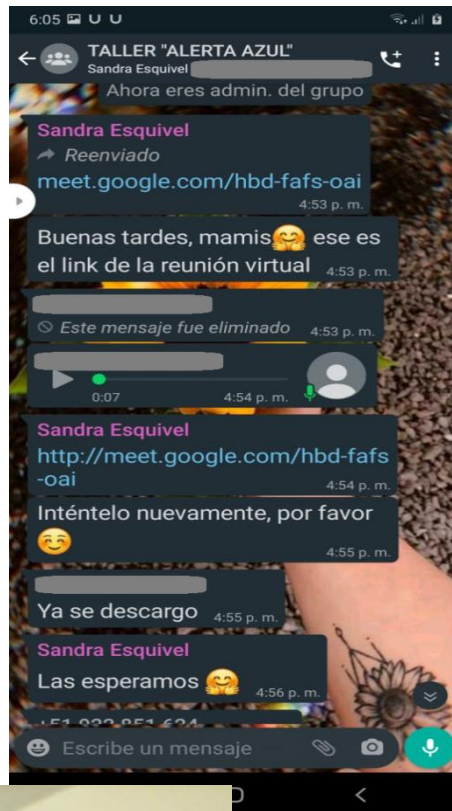 6:05
TALLER "ALERTA AZUL"
Sandra Esquivel
Ahora eres admin. del grupo
Sandra Esquivel
Reenviado
meet.google.com/hbd-fafs-oai
4:53 p. m.
Buenas tardes, mamis🤗 ese es
el link de la reunión virtual 4:53 p. m.
Este mensaje fue eliminado 4:53 p. m.
0:07 4:54 p. m.
Sandra Esquivel
http://meet.google.com/hbd-fafs
-oai
4:54 p. m.
Inténtelo nuevamente, por favor
☺️
4:55 p. m.
Ya se descargo 4:55 p. m.
Sandra Esquivel
Las esperamos 🤗 4:56 p. m.
Escribe un mensaje